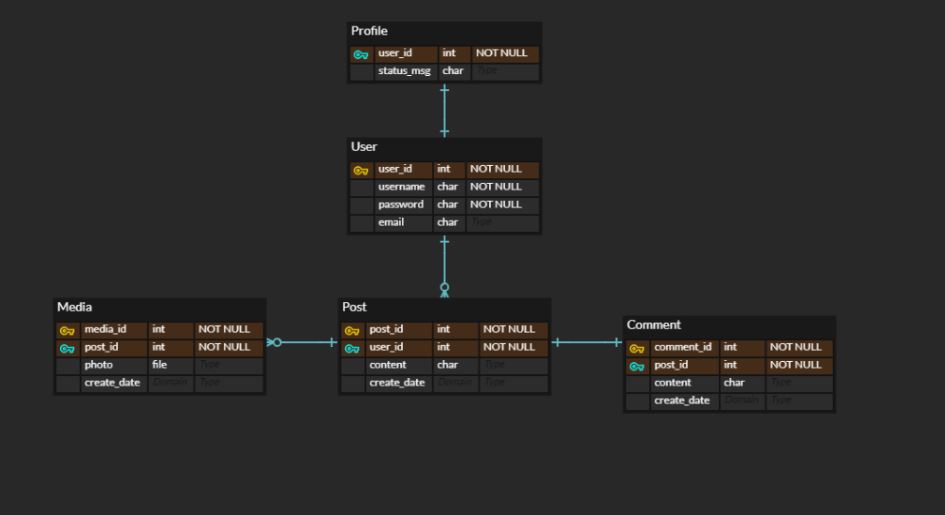 Profile
user_id int NOT NULL
status_msg char Type
User
user_id int NOT NULL
username char NOT NULL
password char NOT NULL
email char Type
Media
media_id int NOT NULL
post_id int NOT NULL
photo file Type
create_date Domain Type
Post
post_id int NOT NULL
user_id int NOT NULL
content char Type
create_date Domain Type
Comment
comment_id int NOT NULL
post_id int NOT NULL
content char Type
create_date Domain Type